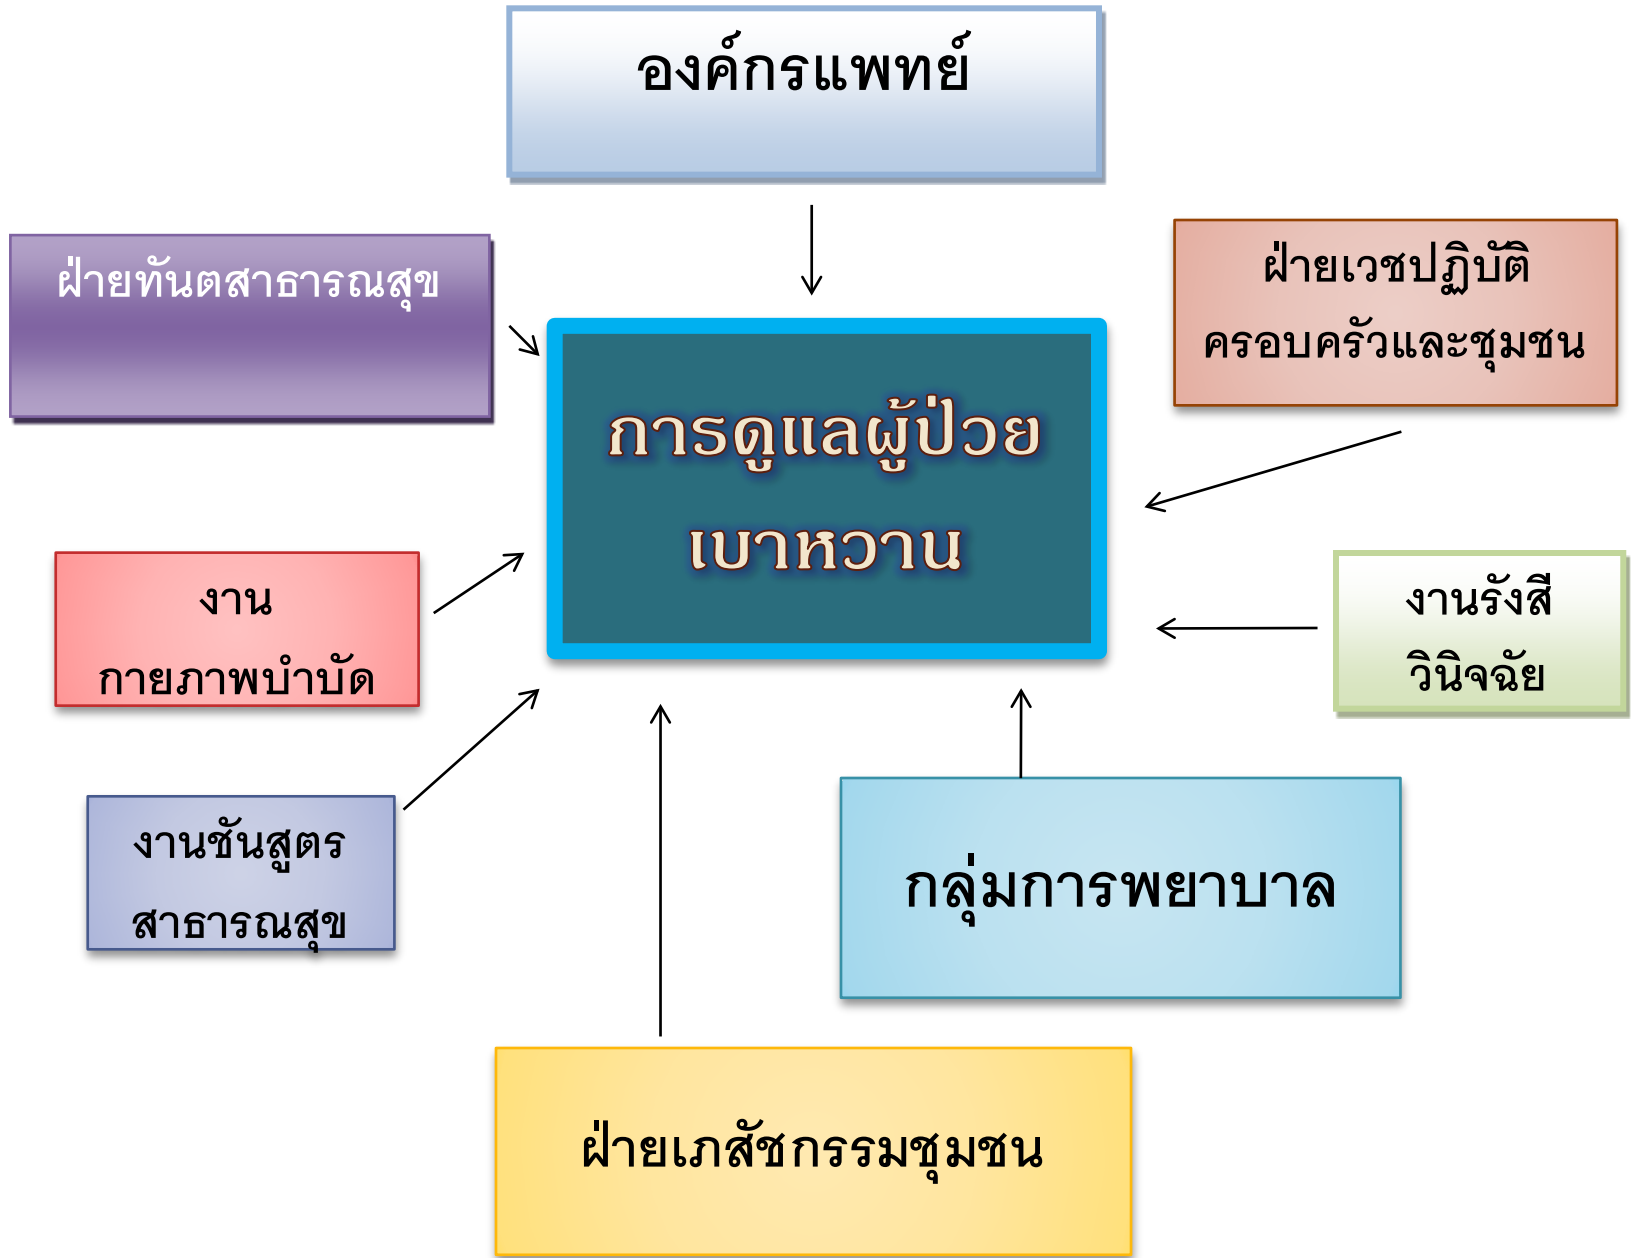 องค์กรแพทย์
ฝ่ายทันตสาธารณสุข
ฝ่ายเวชปฏิบัติ
ครอบครัวและชุมชน
การดูแลผู้ป่วย
เบาหวาน
งาน
กายภาพบำบัด
งานรังสี
วินิจฉัย
งานชันสูตร
สาธารณสุข
กลุ่มการพยาบาล
ฝ่ายเภสัชกรรมชุมชน